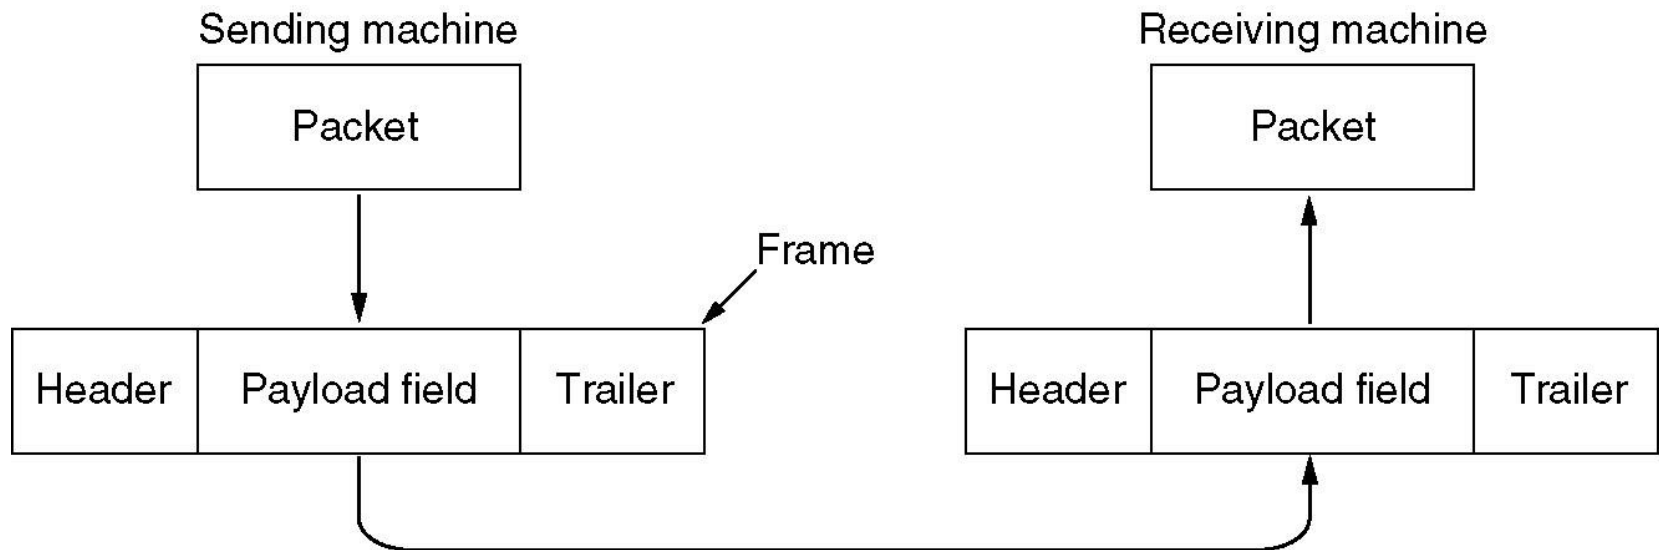 Sending machine
Receiving machine
Packet
Packet
Frame
Header
Payload field
Trailer
Header
Payload field
Trailer